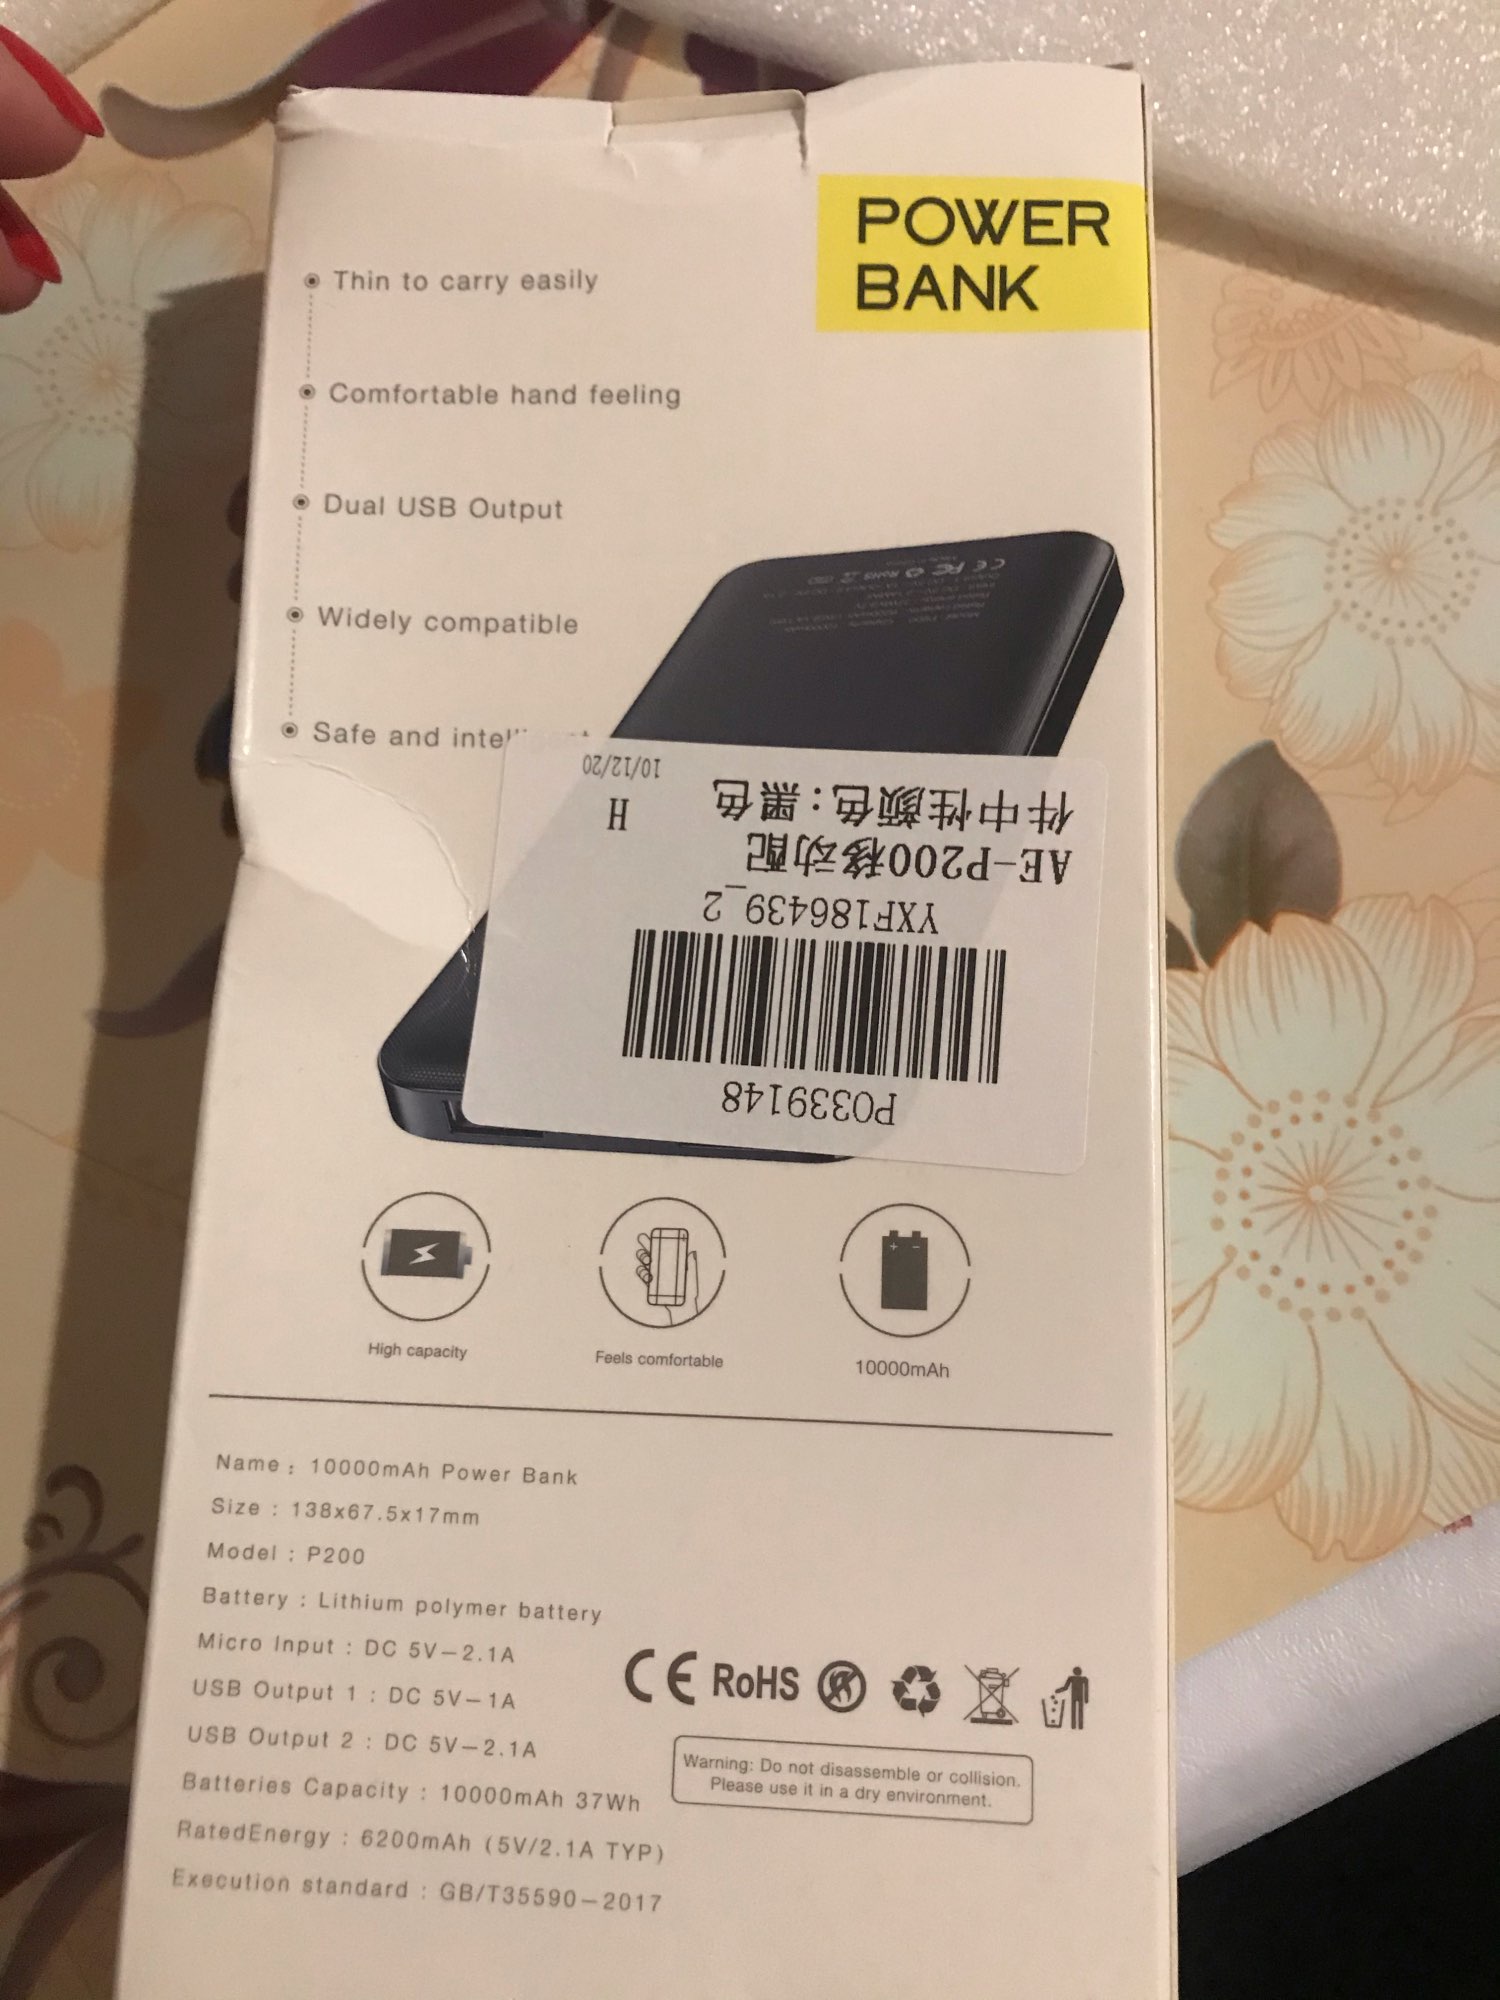 POWER
BANK
Thin to carry easily
Comfortable hand feeling
Dual USB Output
Widely compatible
Safe and
P0339148
YXF186439_2
AE-P200移动配
件中性颜色:黑色
H
10/12/20
High capacity
Feels comfortable
10000mAh
Name : 10000mAh Power Bank
Size : 138x67.5x17mm
Model : P200
Battery : Lithium polymer battery
Micro Input : DC 5V—2.1A
USB Output 1 : DC 5V—1A
USB Output 2 : DC 5V—2.1A
Batteries Capacity : 10000mAh 37Wh
RatedEnergy : 6200mAh (5V/2.1A TYP)
Execution standard : GB/T35590—2017
CE RoHS
Warning: Do not disassemble or collision.
Please use it in a dry environment.